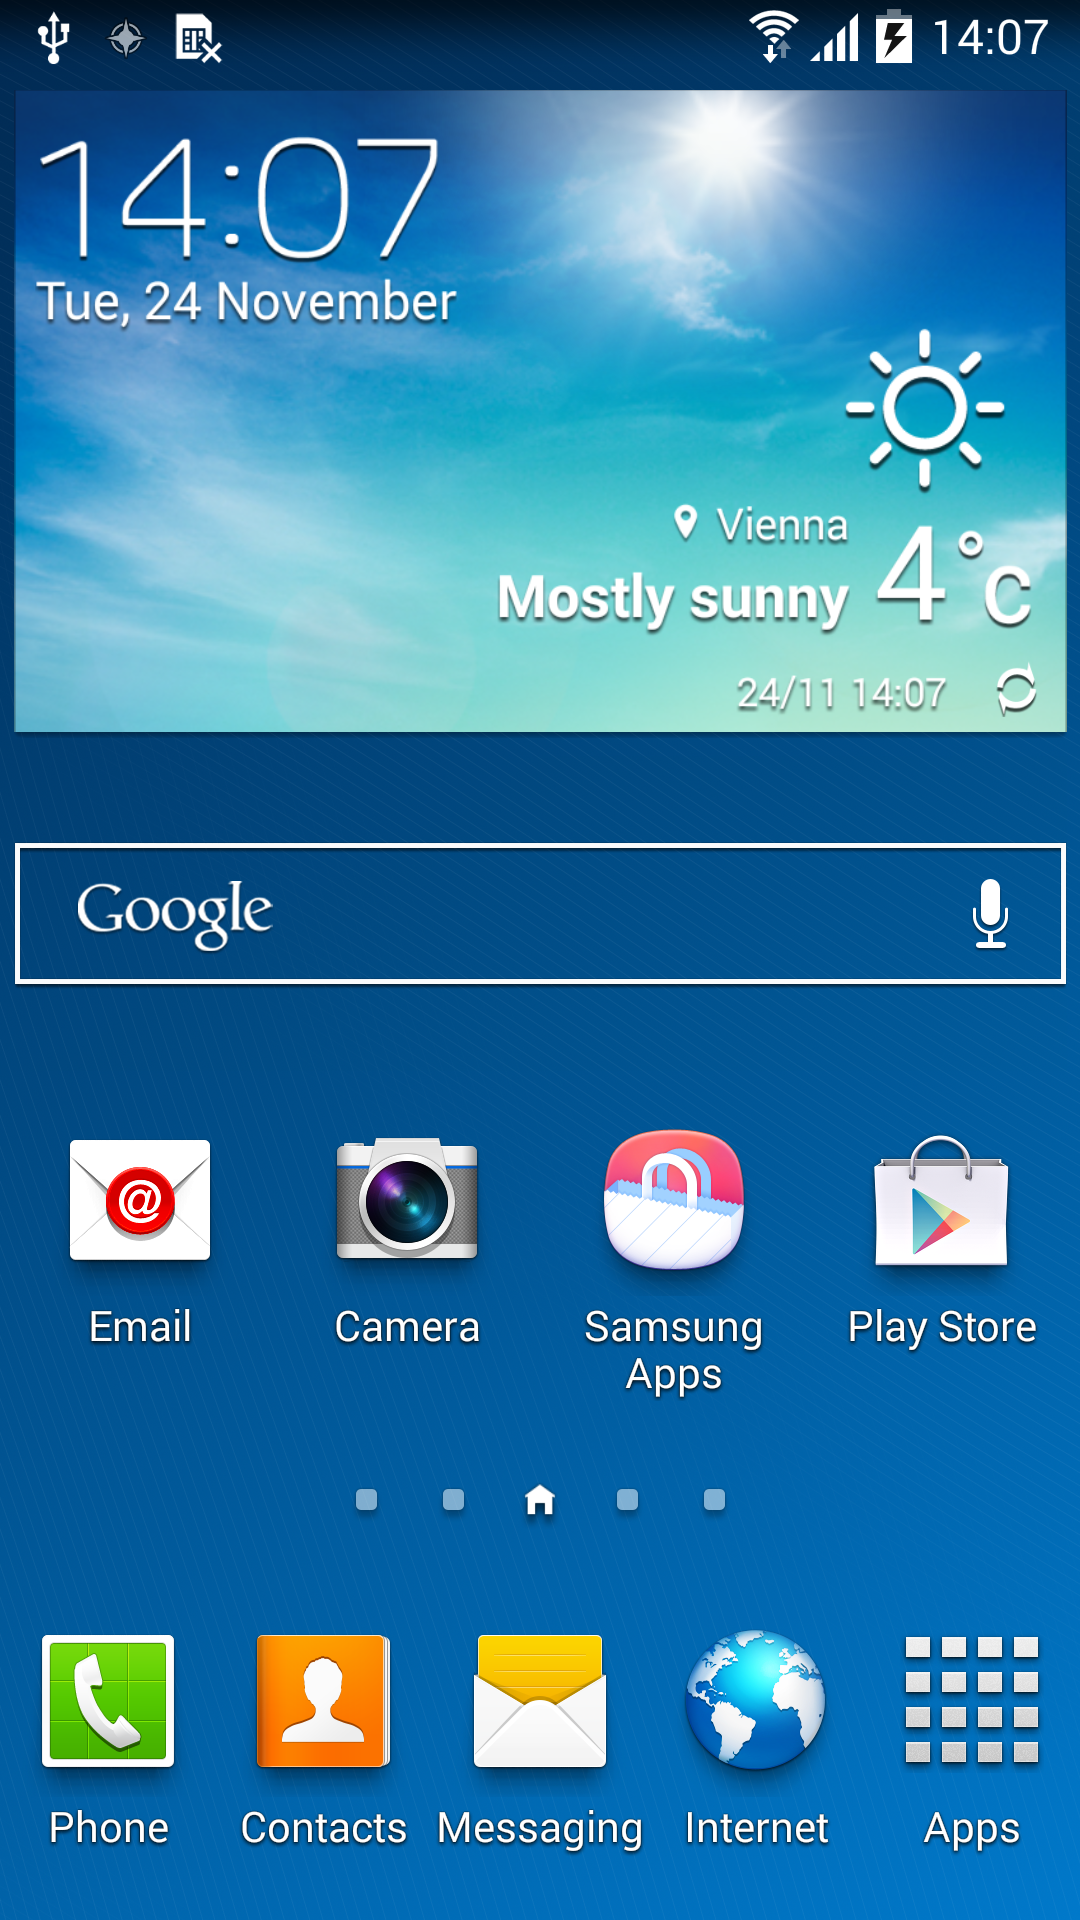 14:07
14:07
Tue, 24 November
Vienna
Mostly sunny 4°C
24/11 14:07
Google
@
Email Camera Samsung Apps Play Store
Phone Contacts Messaging Internet Apps